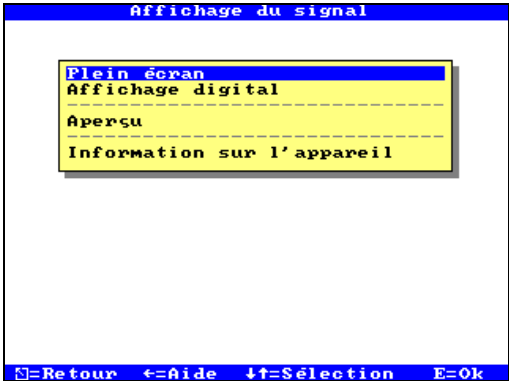 Affichage du signal
Plein écran
Affichage digital
Aperçu
Information sur l'appareil
⇖=Retour ←=Aide ↓↑=Sélection E=Ok